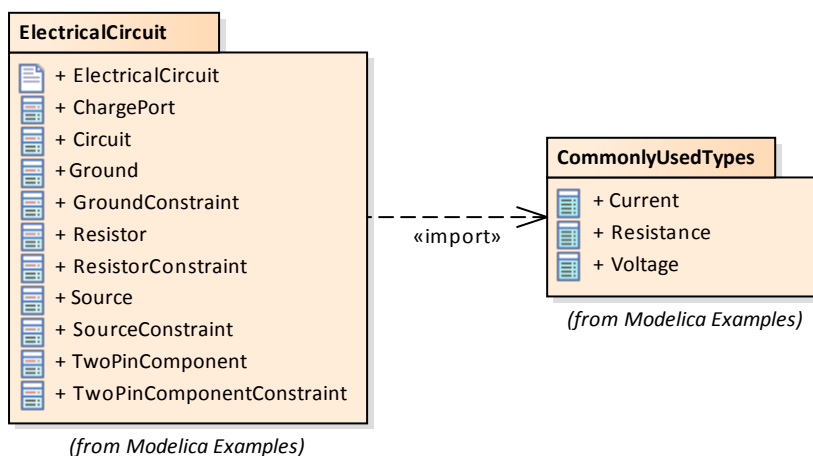 ElectricalCircuit
+ ElectricalCircuit
+ ChargePort
+ Circuit
+Ground
+ GroundConstraint
+ Resistor
+ ResistorConstraint
+ Source
+ SourceConstraint
+ TwoPinComponent
+ TwoPinComponentConstraint
(from Modelica Examples)
«import»
CommonlyUsedTypes
+ Current
+ Resistance
+ Voltage
(from Modelica Examples)